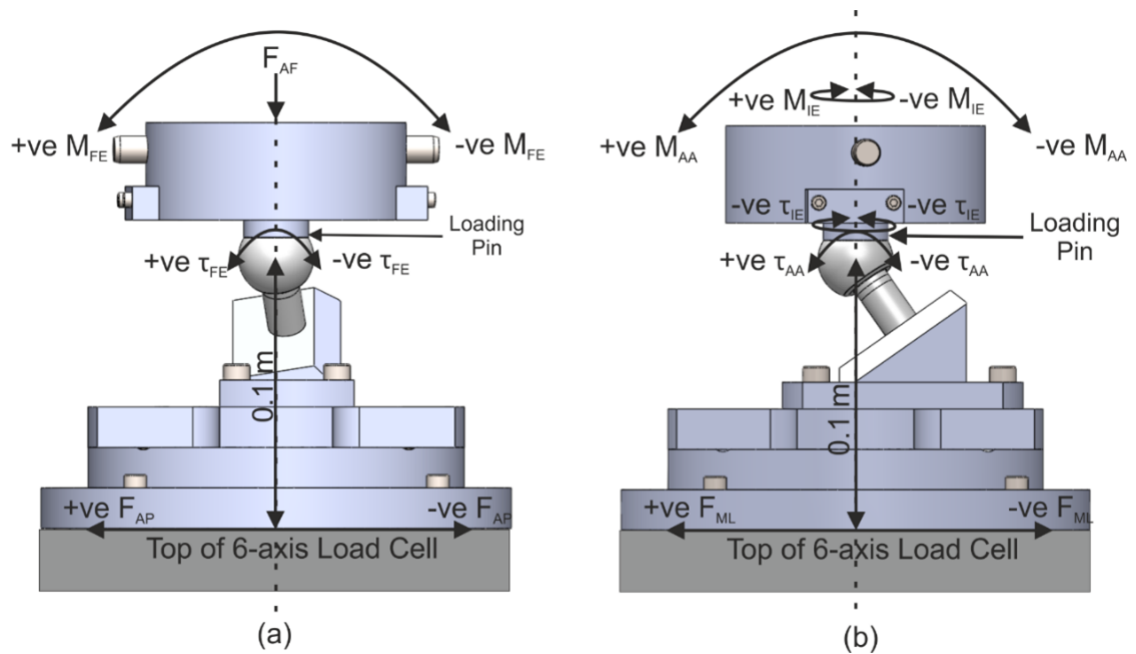 F_AF
+ve M_FE
-ve M_FE
Loading
Pin
+ve τ_FE
-ve τ_FE
0.1 m
+ve F_AP
-ve F_AP
Top of 6-axis Load Cell
(a)
+ve M_IE
-ve M_IE
+ve M_AA
-ve M_AA
-ve τ_IE
-ve τ_IE
Loading
Pin
+ve τ_AA
-ve τ_AA
0.1 m
+ve F_ML
-ve F_ML
Top of 6-axis Load Cell
(b)